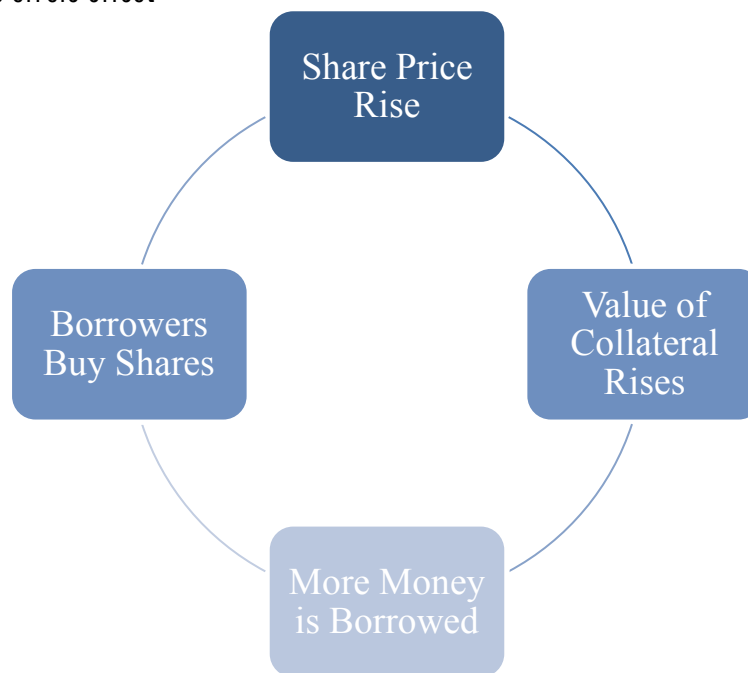 Share Price
Rise
Value of
Collateral
Rises
Borrowers
Buy Shares
More Money
is Borrowed